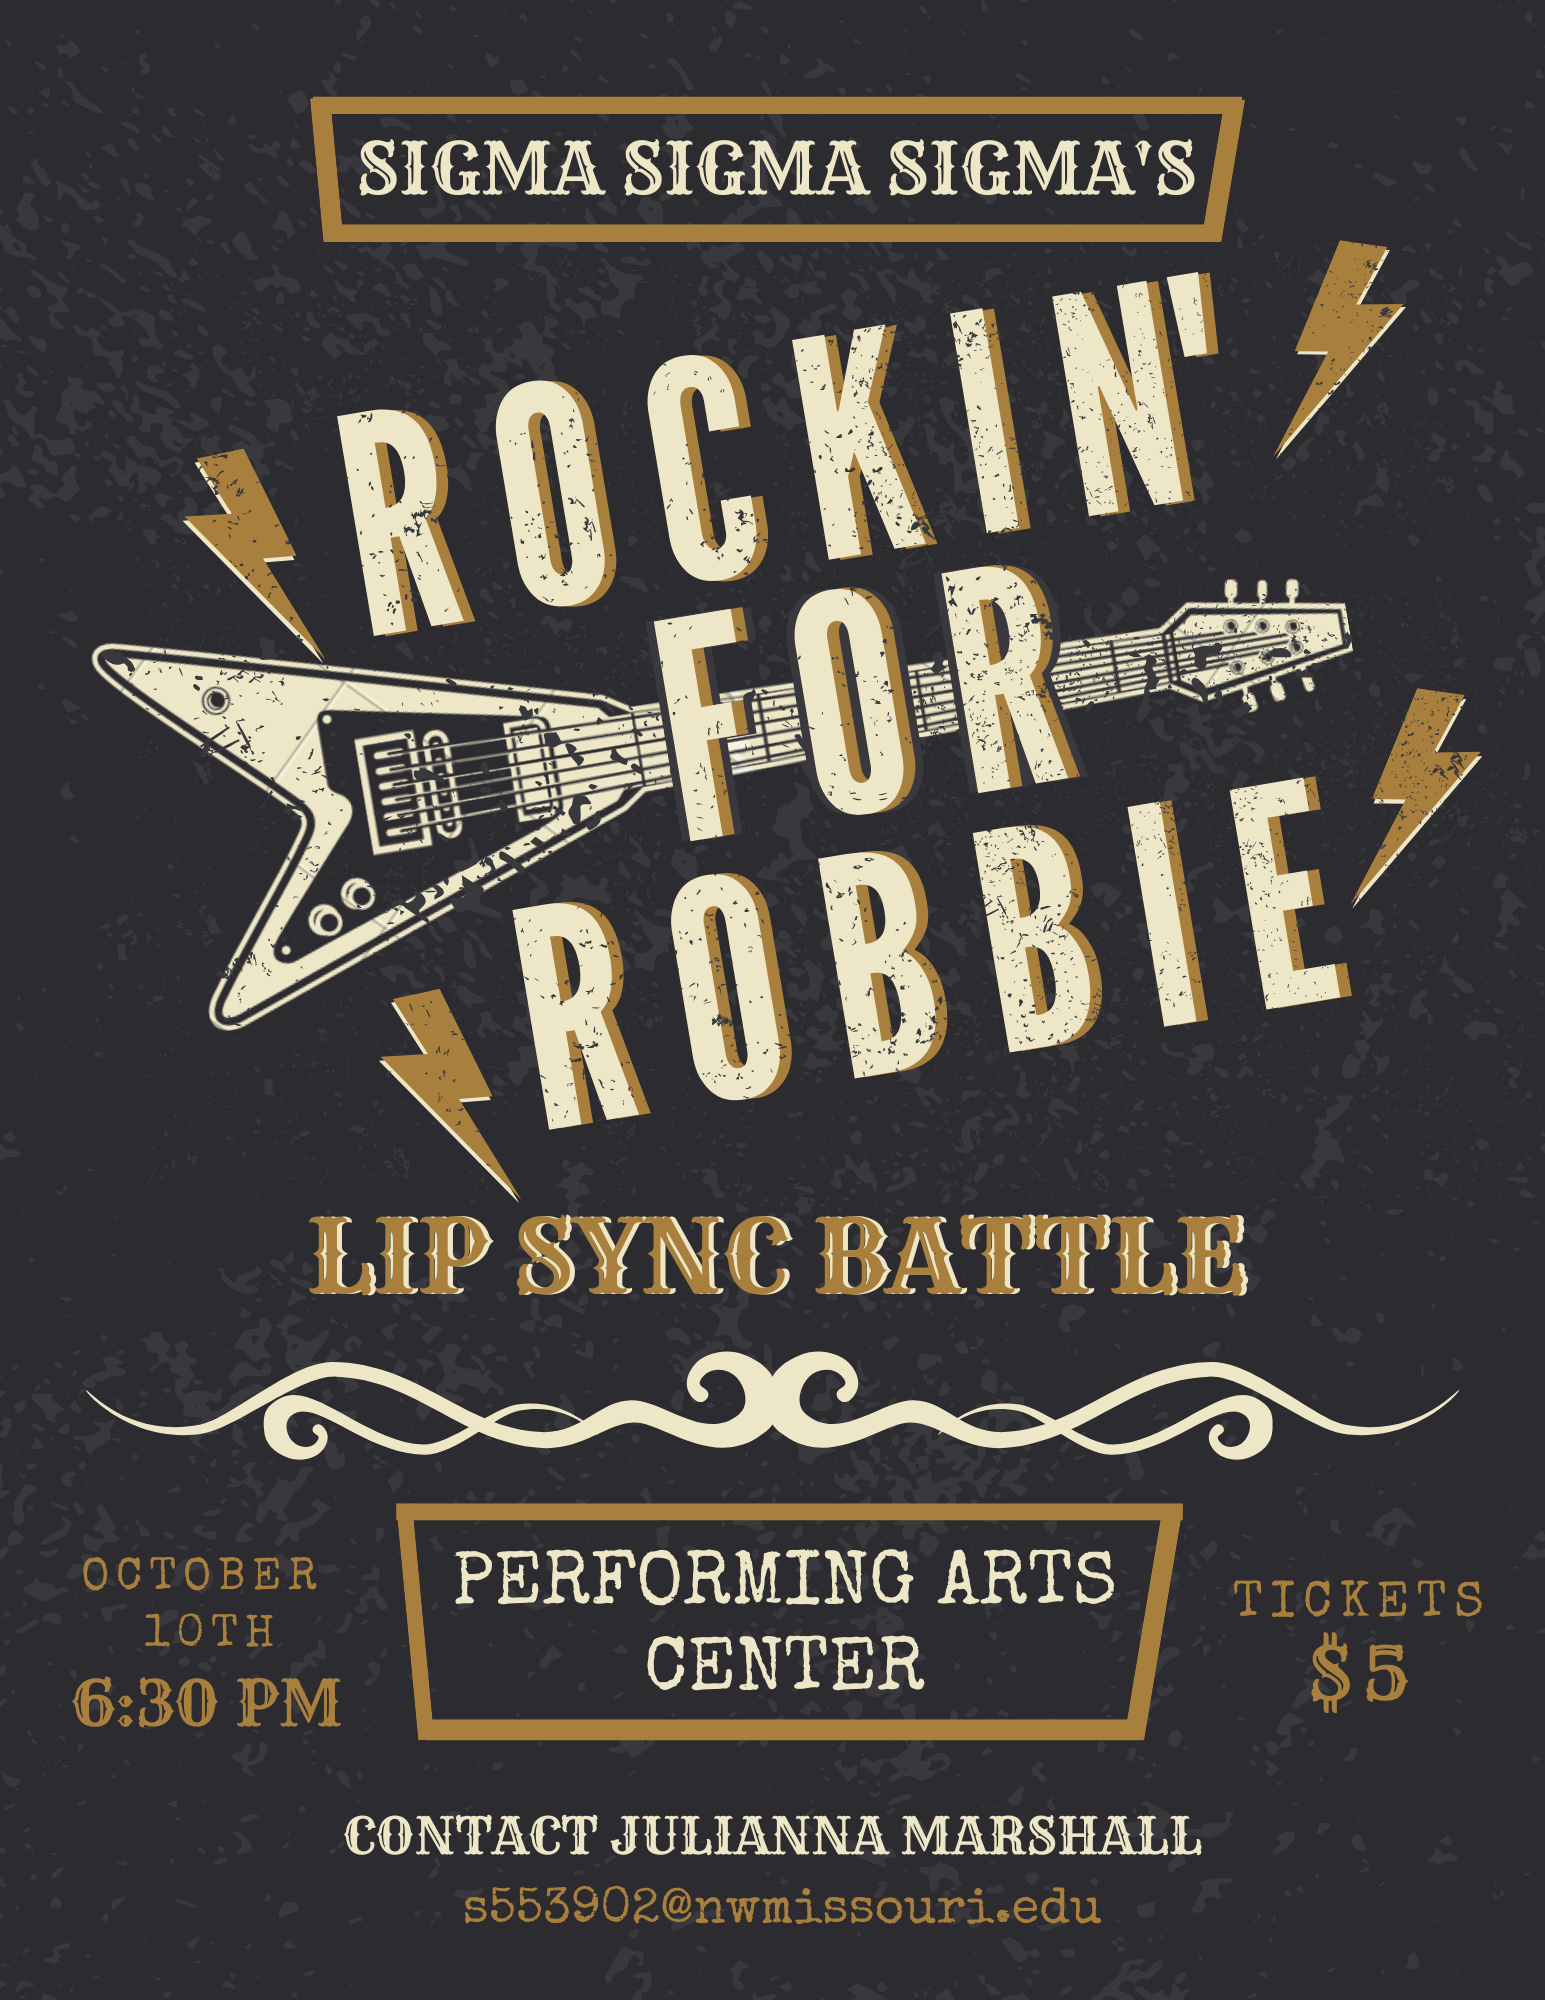 SIGMA SIGMA SIGMA'S
ROCKIN'
FOR
ROBBIE
LIP SYNC BATTLE
OCTOBER
10TH
6:30 PM
PERFORMING ARTS
CENTER
TICKETS
$5
CONTACT JULIANNA MARSHALL
s553902@nwmissouri.edu